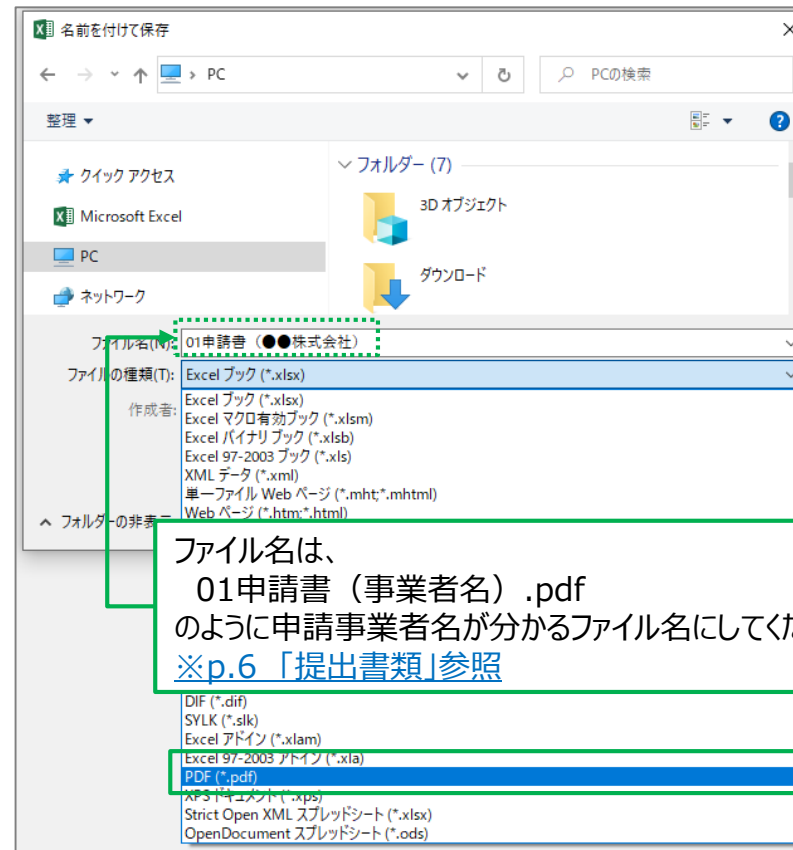 名前を付けて保存
PC
PCの検索
整理
クイック アクセス
Microsoft Excel
PC
ネットワーク
フォルダー (7)
3D オブジェクト
ダウンロード
ファイル名(N): 01申請書（●●株式会社）
ファイルの種類(T): Excel ブック (*.xlsx)
作成者:
Excel ブック (*.xlsx)
Excel マクロ有効ブック (*.xlsm)
Excel バイナリ ブック (*.xlsb)
Excel 97-2003 ブック (*.xls)
XML データ (*.xml)
単一ファイル Web ページ (*.mht;*.mhtml)
Web ページ (*.htm;*.html)
フォルダーの非表示
ファイル名は、
01申請書（事業者名）.pdf
のように申請事業者名が分かるファイル名にしてくだ
※p.6 「提出書類」参照
DIF (*.dif)
SYLK (*.slk)
Excel アドイン (*.xlam)
Excel 97-2003 アドイン (*.xla)
PDF (*.pdf)
XPS ドキュメント (*.xps)
Strict Open XML スプレッドシート (*.xlsx)
OpenDocument スプレッドシート (*.ods)